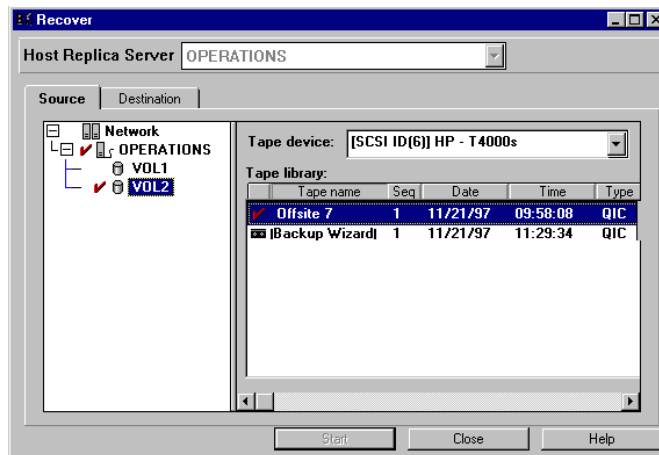 Recover
Host Replica Server OPERATIONS
Source Destination
Network
OPERATIONS
VOL1
VOL2
Tape device: [SCSI ID(6)] HP - T4000s
Tape library:
Tape name Seq Date Time Type
Offsite 7 1 11/21/97 09:58:08 QIC
|Backup Wizard| 1 11/21/97 11:29:34 QIC
Start Close Help